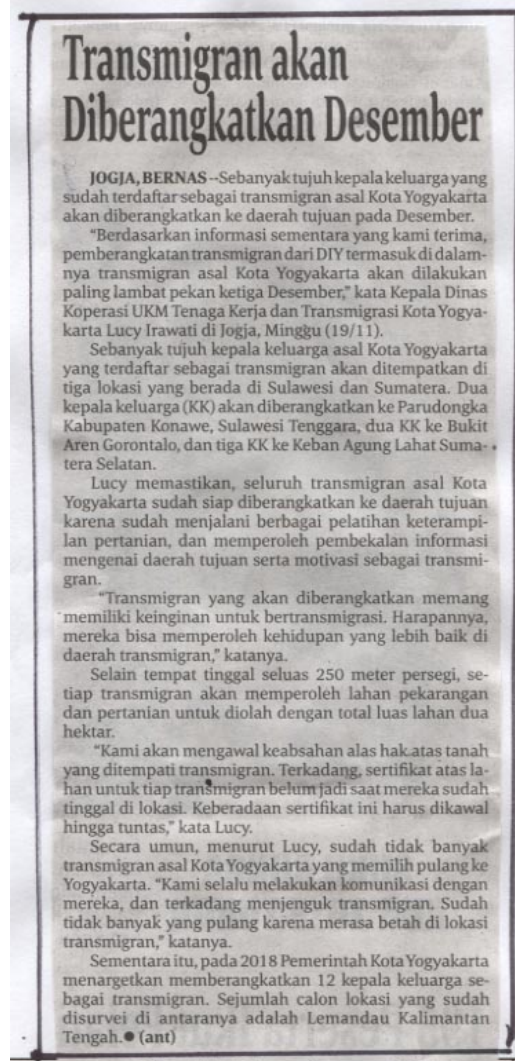 Transmigran akan
Diberangkatkan Desember
JOGJA, BERNAS --Sebanyak tujuh kepala keluarga yang
sudah terdaftar sebagai transmigran asal Kota Yogyakarta
akan diberangkatkan ke daerah tujuan pada Desember.
"Berdasarkan informasi sementara yang kami terima,
pemberangkatan transmigran dari DIY termasuk di dalam-
nya transmigran asal Kota Yogyakarta akan dilakukan
paling lambat pekan ketiga Desember," kata Kepala Dinas
Koperasi UKM Tenaga Kerja dan Transmigrasi Kota Yogya-
karta Lucy Irawati di Jogja, Minggu (19/11).
Sebanyak tujuh kepala keluarga asal Kota Yogyakarta
yang terdaftar sebagai transmigran akan ditempatkan di
tiga lokasi yang berada di Sulawesi dan Sumatera. Dua
kepala keluarga (KK) akan diberangkatkan ke Parudongka
Kabupaten Konawe, Sulawesi Tenggara, dua KK ke Bukit
Aren Gorontalo, dan tiga KK ke Keban Agung Lahat Suma-
tera Selatan.
Lucy memastikan, seluruh transmigran asal Kota
Yogyakarta sudah siap diberangkatkan ke daerah tujuan
karena sudah menjalani berbagai pelatihan keterampi-
lan pertanian, dan memperoleh pembekalan informasi
mengenai daerah tujuan serta motivasi sebagai transmi-
gran.
"Transmigran yang akan diberangkatkan memang
memiliki keinginan untuk bertransmigrasi. Harapannya,
mereka bisa memperoleh kehidupan yang lebih baik di
daerah transmigran," katanya.
Selain tempat tinggal seluas 250 meter persegi, se-
tiap transmigran akan memperoleh lahan pekarangan
dan pertanian untuk diolah dengan total luas lahan dua
hektar.
"Kami akan mengawal keabsahan alas hak atas tanah
yang ditempati transmigran. Terkadang, sertifikat atas la-
han untuk tiap transmigran belum jadi saat mereka sudah
tinggal di lokasi. Keberadaan sertifikat ini harus dikawal
hingga tuntas," kata Lucy.
Secara umun, menurut Lucy, sudah tidak banyak
transmigran asal Kota Yogyakarta yang memilih pulang ke
Yogyakarta. "Kami selalu melakukan komunikasi dengan
mereka, dan terkadang menjenguk transmigran. Sudah
tidak banyak yang pulang karena merasa betah di lokasi
transmigran," katanya.
Sementara itu, pada 2018 Pemerintah Kota Yogyakarta
menargetkan memberangkatkan 12 kepala keluarga se-
bagai transmigran. Sejumlah calon lokasi yang sudah
disurvei di antaranya adalah Lemandau Kalimantan
Tengah.● (ant)